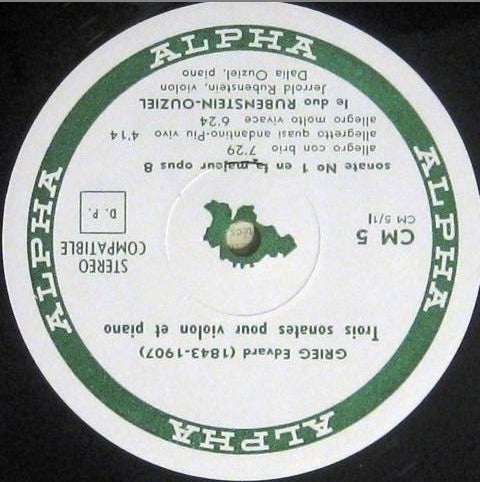 ALPHA
GRIEG Edvard (1843-1907)
Trois sonates pour violon et piano
STEREO
COMPATIBLE
D. P.
CM 5
CM 5/1J
sonate No 1 en fa majeur opus 8
allegro con brio 7'29
allegretto quasi andantino-Piu vivo 4'14
allegro molto vivace 6'24
le duo RUBENSTEIN-OUZIEL
Jerrold Rubenstein, violon
Dalia Ouziel, piano
ALPHA
ALPHA
ALPHA